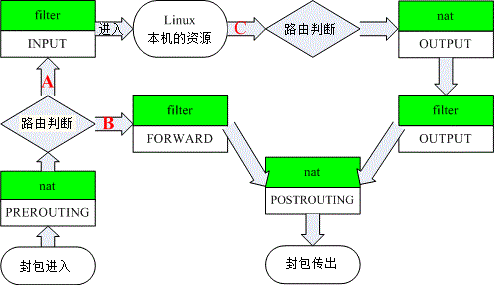 filter
INPUT
进入
Linux
本机的资源
C
路由判断
nat
OUTPUT
A
路由判断
B
filter
FORWARD
filter
OUTPUT
nat
PREROUTING
nat
POSTROUTING
封包进入
封包传出